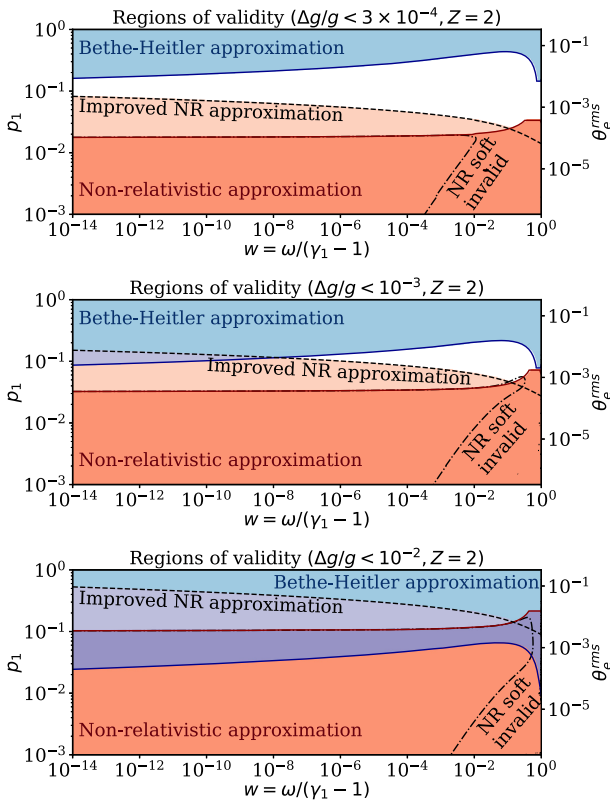 Regions of validity (Δg/g < 3 × 10⁻⁴, Z = 2)
10⁰
10⁻¹
10⁻²
10⁻³
p₁
Bethe-Heitler approximation
Improved NR approximation
Non-relativistic approximation
NR soft
invalid
10⁻¹
10⁻³
10⁻⁵
θₑʳᵐˢ
10⁻¹⁴ 10⁻¹² 10⁻¹⁰ 10⁻⁸ 10⁻⁶ 10⁻⁴ 10⁻² 10⁰
w = ω/(γ₁ − 1)
Regions of validity (Δg/g < 10⁻³, Z = 2)
10⁰
10⁻¹
10⁻²
10⁻³
p₁
Bethe-Heitler approximation
Improved NR approximation
Non-relativistic approximation
NR soft
invalid
10⁻¹
10⁻³
10⁻⁵
θₑʳᵐˢ
10⁻¹⁴ 10⁻¹² 10⁻¹⁰ 10⁻⁸ 10⁻⁶ 10⁻⁴ 10⁻² 10⁰
w = ω/(γ₁ − 1)
Regions of validity (Δg/g < 10⁻², Z = 2)
10⁰
10⁻¹
10⁻²
10⁻³
p₁
Bethe-Heitler approximation
Improved NR approximation
Non-relativistic approximation
NR soft
invalid
10⁻¹
10⁻³
10⁻⁵
θₑʳᵐˢ
10⁻¹⁴ 10⁻¹² 10⁻¹⁰ 10⁻⁸ 10⁻⁶ 10⁻⁴ 10⁻² 10⁰
w = ω/(γ₁ − 1)